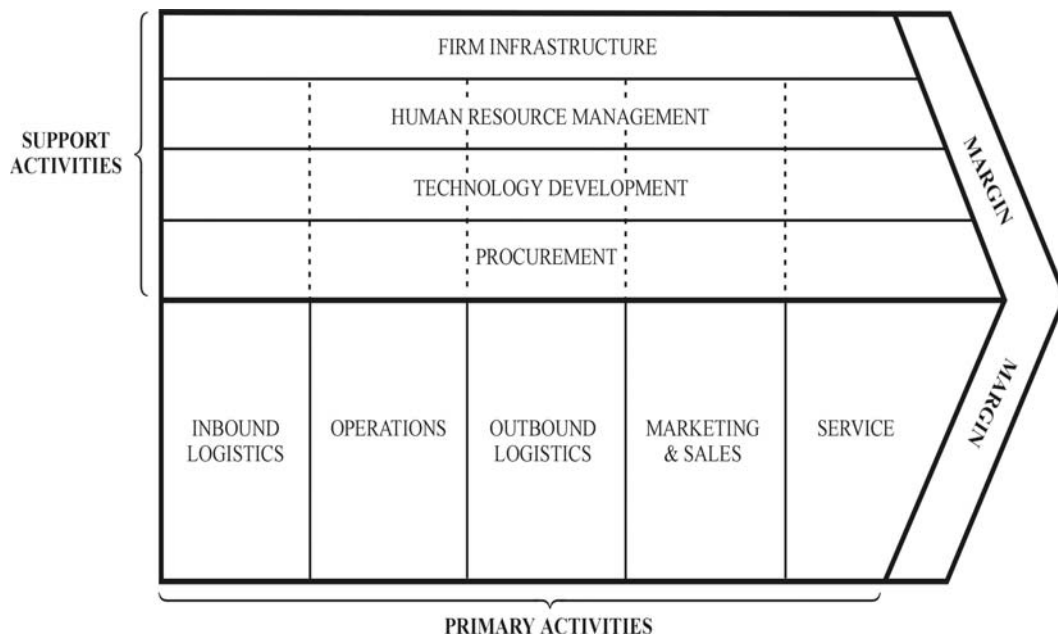 FIRM INFRASTRUCTURE
HUMAN RESOURCE MANAGEMENT
SUPPORT
ACTIVITIES
TECHNOLOGY DEVELOPMENT
PROCUREMENT
MARGIN
INBOUND
LOGISTICS
OPERATIONS
OUTBOUND
LOGISTICS
MARKETING
& SALES
SERVICE
MARGIN
PRIMARY ACTIVITIES